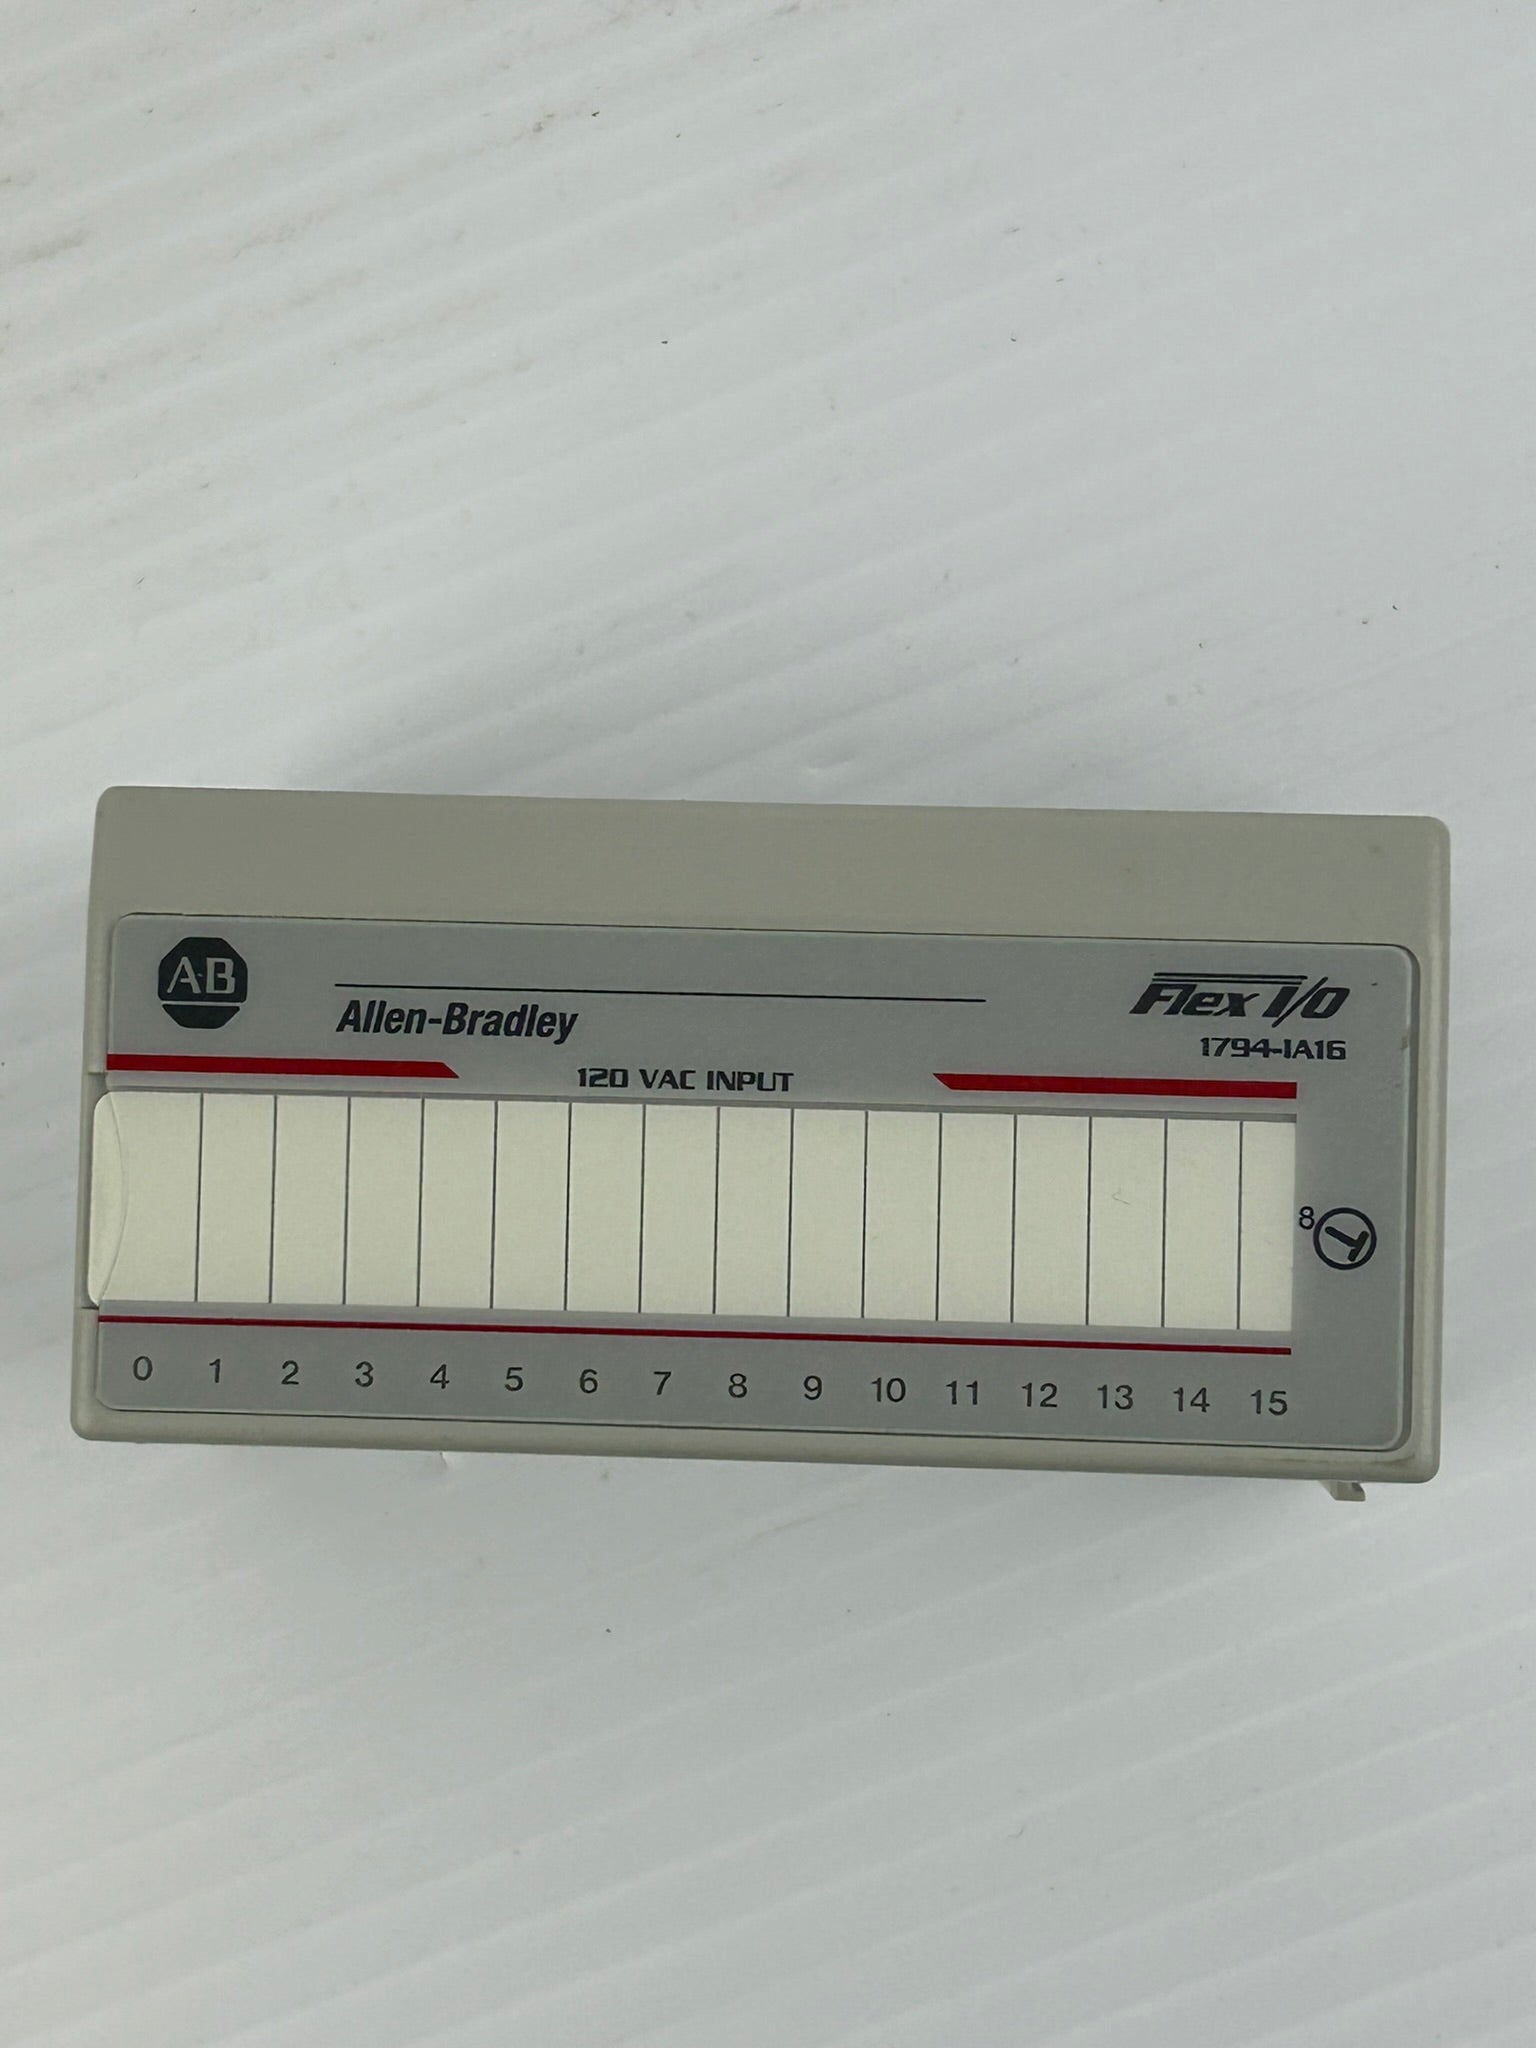 AB
Allen-Bradley
Flex I/O
1794-IA16
120 VAC INPUT
8
0 1 2 3 4 5 6 7 8 9 10 11 12 13 14 15